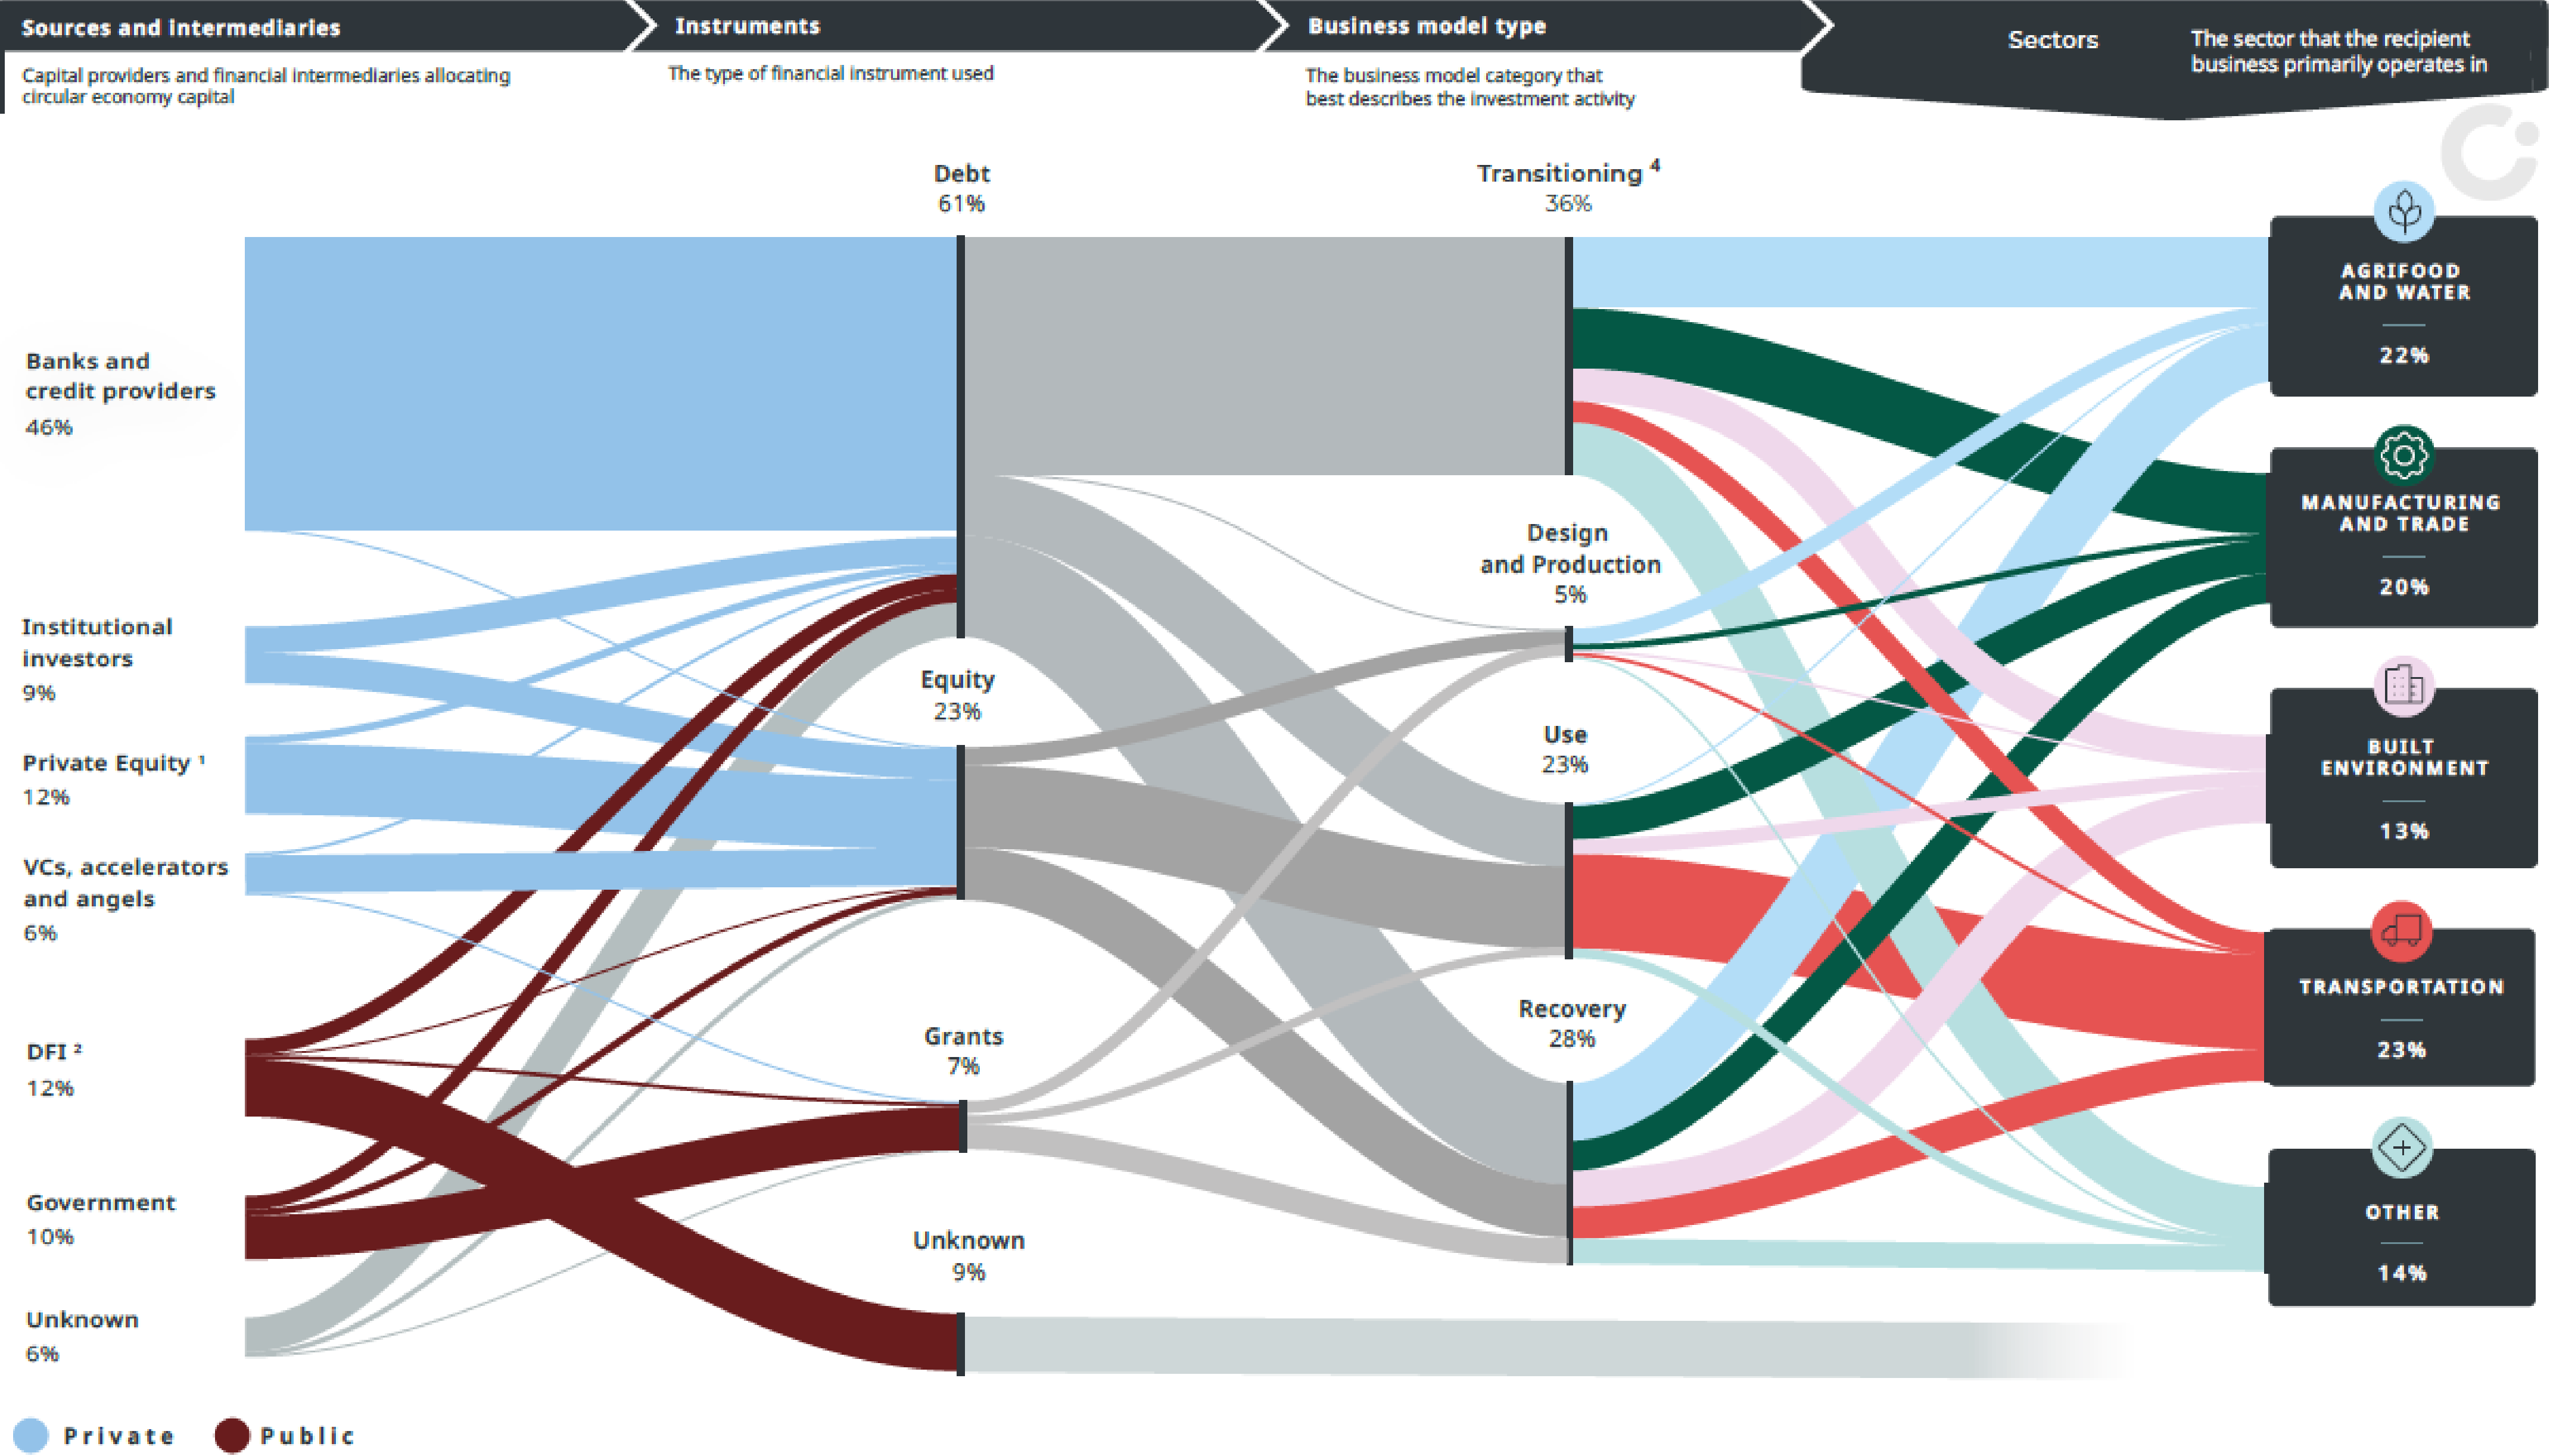 Sources and intermediaries
Capital providers and financial intermediaries allocating
circular economy capital
Instruments
The type of financial instrument used
Business model type
The business model category that
best describes the investment activity
Sectors
The sector that the recipient
business primarily operates in
Banks and
credit providers
46%
Institutional
investors
9%
Private Equity ¹
12%
VCs, accelerators
and angels
6%
DFI ²
12%
Government
10%
Unknown
6%
Debt
61%
Equity
23%
Grants
7%
Unknown
9%
Transitioning ⁴
36%
Design
and Production
5%
Use
23%
Recovery
28%
AGRIFOOD
AND WATER
22%
MANUFACTURING
AND TRADE
20%
BUILT
ENVIRONMENT
13%
TRANSPORTATION
23%
OTHER
14%
Private
Public